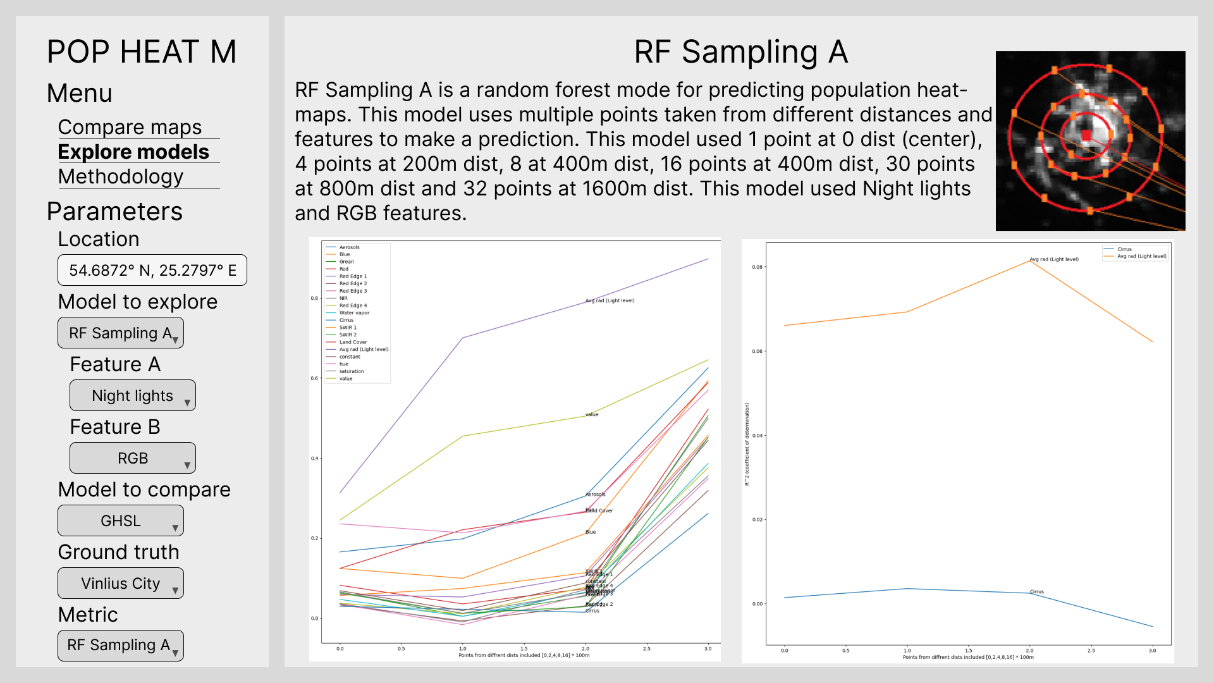 POP HEAT M
Menu
Compare maps
Explore models
Methodology
Parameters
Location
54.6872° N, 25.2797° E
Model to explore
RF Sampling A
Feature A
Night lights
Feature B
RGB
Model to compare
GHSL
Ground truth
Vinlius City
Metric
RF Sampling A
RF Sampling A
RF Sampling A is a random forest mode for predicting population heat-
maps. This model uses multiple points taken from different distances and
features to make a prediction. This model used 1 point at 0 dist (center),
4 points at 200m dist, 8 at 400m dist, 16 points at 400m dist, 30 points
at 800m dist and 32 points at 1600m dist. This model used Night lights
and RGB features.
Aerosols
Blue
Green
Red
Red Edge 1
Red Edge 2
Red Edge 3
NIR
Red Edge 4
Water vapor
Cirrus
SWIR 1
SWIR 2
Land Cover
Avg rad (Light level)
constant
hue
saturation
value
0.8
0.6
0.4
0.2
0.0
Avg rad (Light level)
value
Aerosols
Land Cover
Blue
Cirrus
0.0 0.5 1.0 1.5 2.0 2.5 3.0
Points from diffrent dists included [0,2,4,8,16] * 100m
Cirrus
Avg rad (Light level)
Avg rad (Light level)
Cirrus
0.08
0.06
0.04
0.02
0.00
R^2 (coefficient of determination)
0.0 0.5 1.0 1.5 2.0 2.5 3.0
Points from diffrent dists included [0,2,4,8,16] * 100m